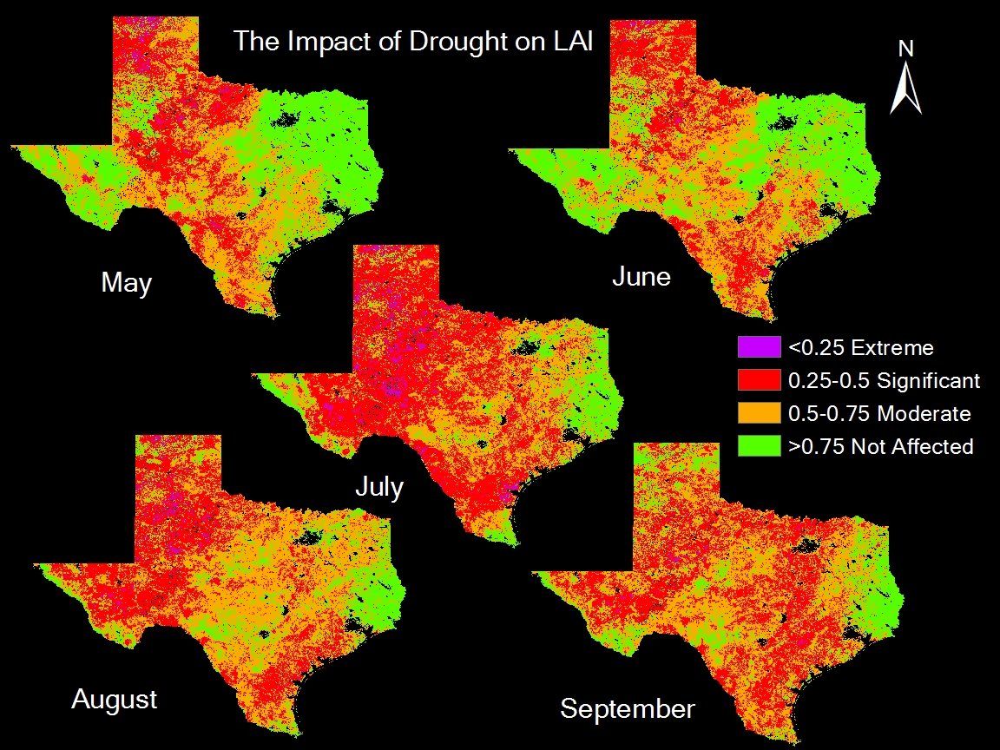 The Impact of Drought on LAI
N
May
June
<0.25 Extreme
0.25-0.5 Significant
0.5-0.75 Moderate
>0.75 Not Affected
July
August
September